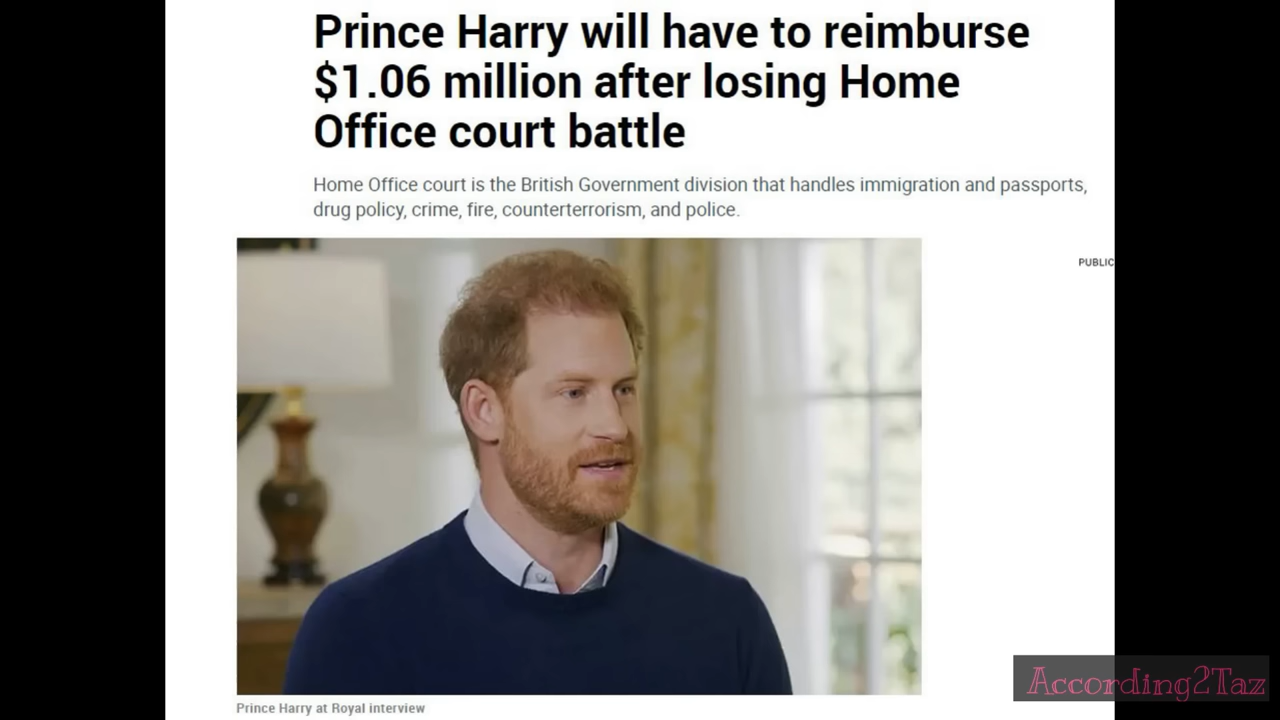 Prince Harry will have to reimburse
$1.06 million after losing Home
Office court battle
Home Office court is the British Government division that handles immigration and passports,
drug policy, crime, fire, counterterrorism, and police.
PUBLIC
Prince Harry at Royal interview
According2Taz